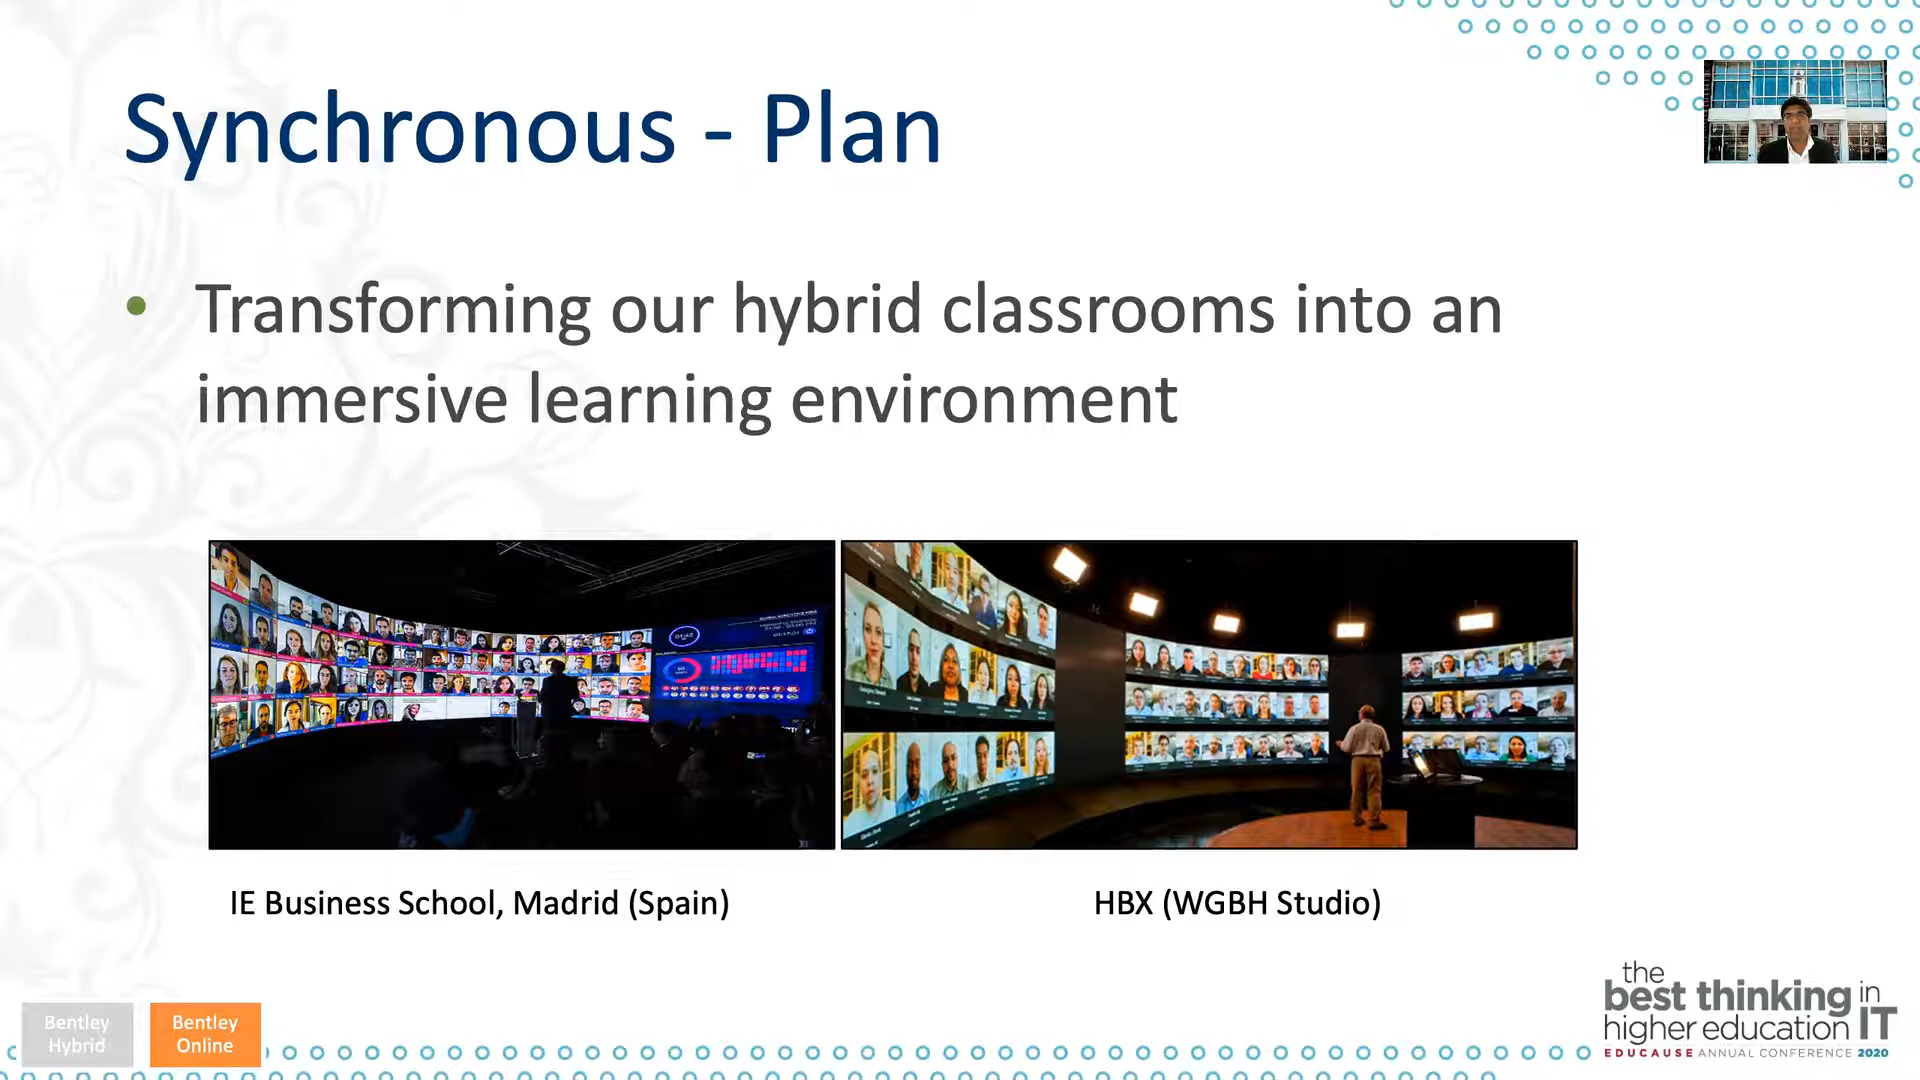 Synchronous - Plan
• Transforming our hybrid classrooms into an
immersive learning environment
IE Business School, Madrid (Spain)
HBX (WGBH Studio)
Bentley
Hybrid
Bentley
Online
the
best thinking in
higher education IT
EDUCAUSE ANNUAL CONFERENCE 2020